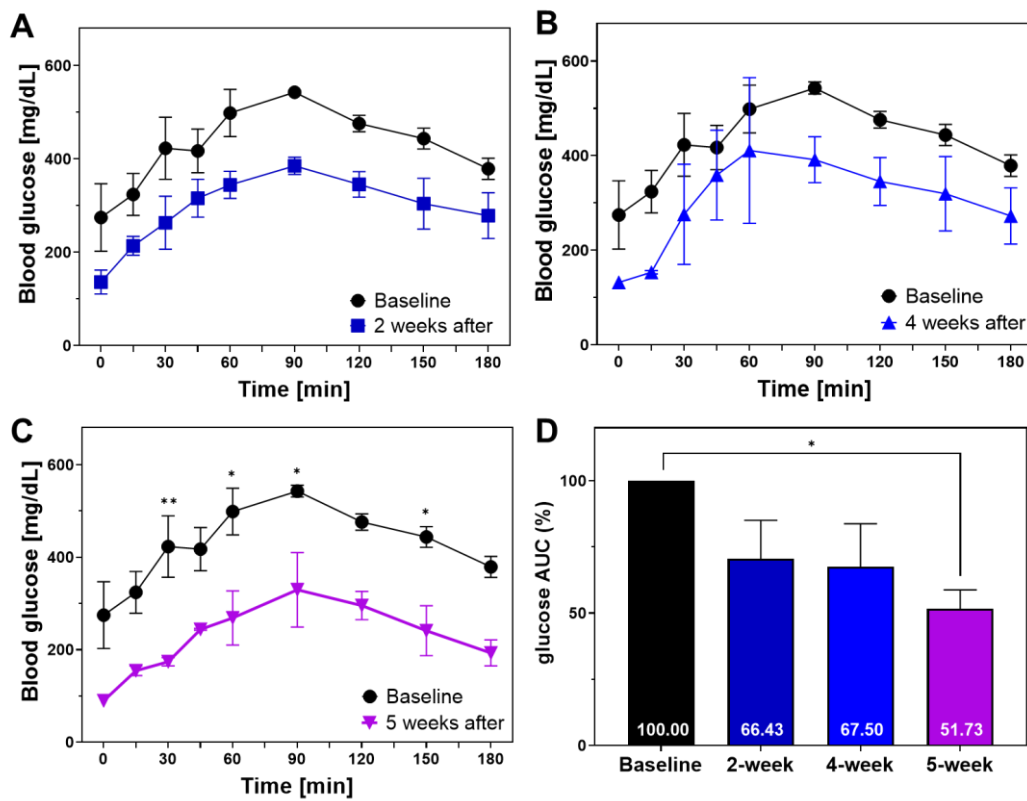 A
Blood glucose [mg/dL]
600
400
200
0
Baseline
2 weeks after
0 30 60 90 120 150 180
Time [min]
B
Blood glucose [mg/dL]
600
400
200
0
Baseline
4 weeks after
0 30 60 90 120 150 180
Time [min]
C
Blood glucose [mg/dL]
600
400
200
0
** * * *
Baseline
5 weeks after
0 30 60 90 120 150 180
Time [min]
D
glucose AUC (%)
*
100
50
0
100.00 66.43 67.50 51.73
Baseline 2-week 4-week 5-week